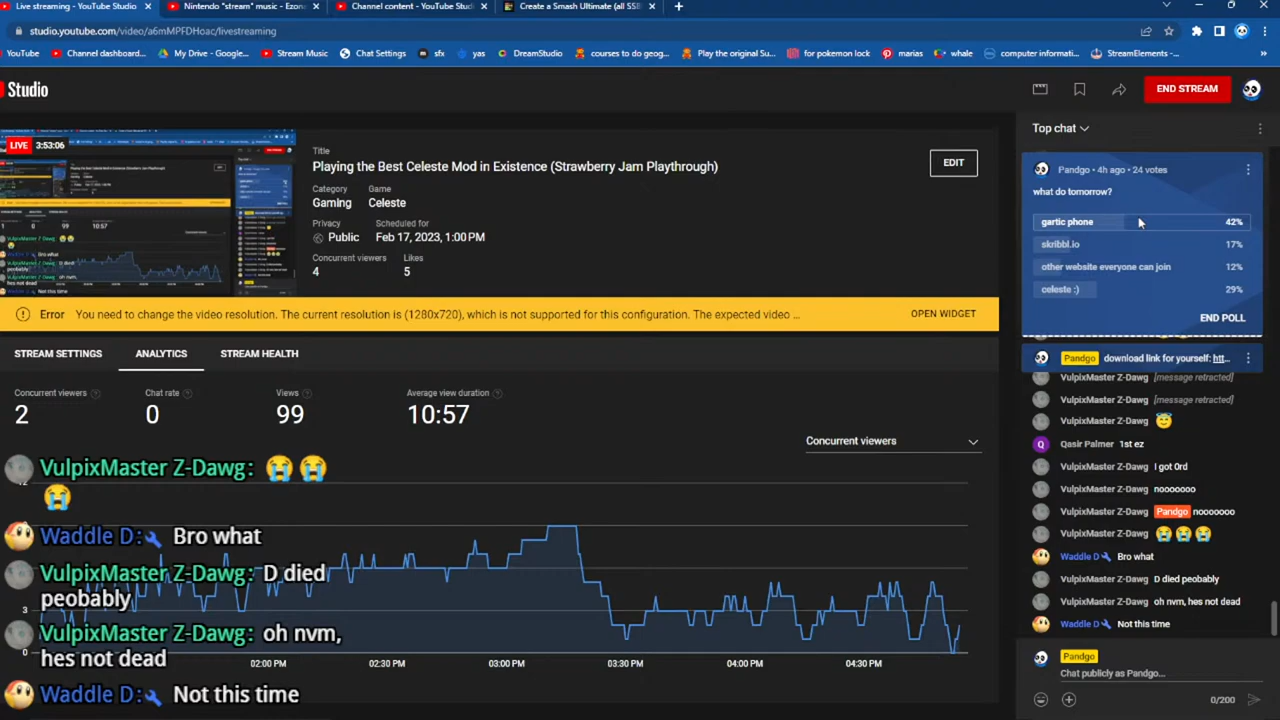 Live streaming - YouTube Studio
Nintendo "stream" music - Ezona
Channel content - YouTube Studi
Create a Smash Ultimate (all SSB
studio.youtube.com/video/a6mMPFDHoac/livestreaming
YouTube
Channel dashboard...
My Drive - Google...
Stream Music
Chat Settings
sfx
yas
DreamStudio
courses to do geog...
Play the original Su...
for pokemon lock
marias
whale
computer informati...
StreamElements -...
Studio
END STREAM
LIVE 3:53:06
Title
Playing the Best Celeste Mod in Existence (Strawberry Jam Playthrough)
EDIT
Category
Game
Gaming
Celeste
Privacy
Scheduled for
Public
Feb 17, 2023, 1:00PM
Concurrent viewers
Likes
4
5
Error You need to change the video resolution. The current resolution is (1280x720), which is not supported for this configuration. The expected video ...
OPEN WIDGET
STREAM SETTINGS
ANALYTICS
STREAM HEALTH
Concurrent viewers
Chat rate
Views
Average view duration
2
0
99
10:57
Concurrent viewers
VulpixMaster Z-Dawg: 😭😭
😭
Waddle D: Bro what
VulpixMaster Z-Dawg: D died
peobably
VulpixMaster Z-Dawg: oh nvm,
hes not dead
Waddle D: Not this time
3
0
02:00 PM
02:30 PM
03:00 PM
03:30 PM
04:00 PM
04:30 PM
Top chat
Pandgo • 4h ago • 24 votes
what do tomorrow?
gartic phone 42%
skribbl.io 17%
other website everyone can join 12%
celeste :) 29%
END POLL
Pandgo download link for yourself: htt...
VulpixMaster Z-Dawg [message retracted]
VulpixMaster Z-Dawg [message retracted]
VulpixMaster Z-Dawg 😇
Q Qasir Palmer 1st ez
VulpixMaster Z-Dawg I got 0rd
VulpixMaster Z-Dawg nooooooo
VulpixMaster Z-Dawg Pandgo nooooooo
VulpixMaster Z-Dawg 😭😭😭
Waddle D Bro what
VulpixMaster Z-Dawg D died peobably
VulpixMaster Z-Dawg oh nvm, hes not dead
Waddle D Not this time
Pandgo
Chat publicly as Pandgo...
0/200